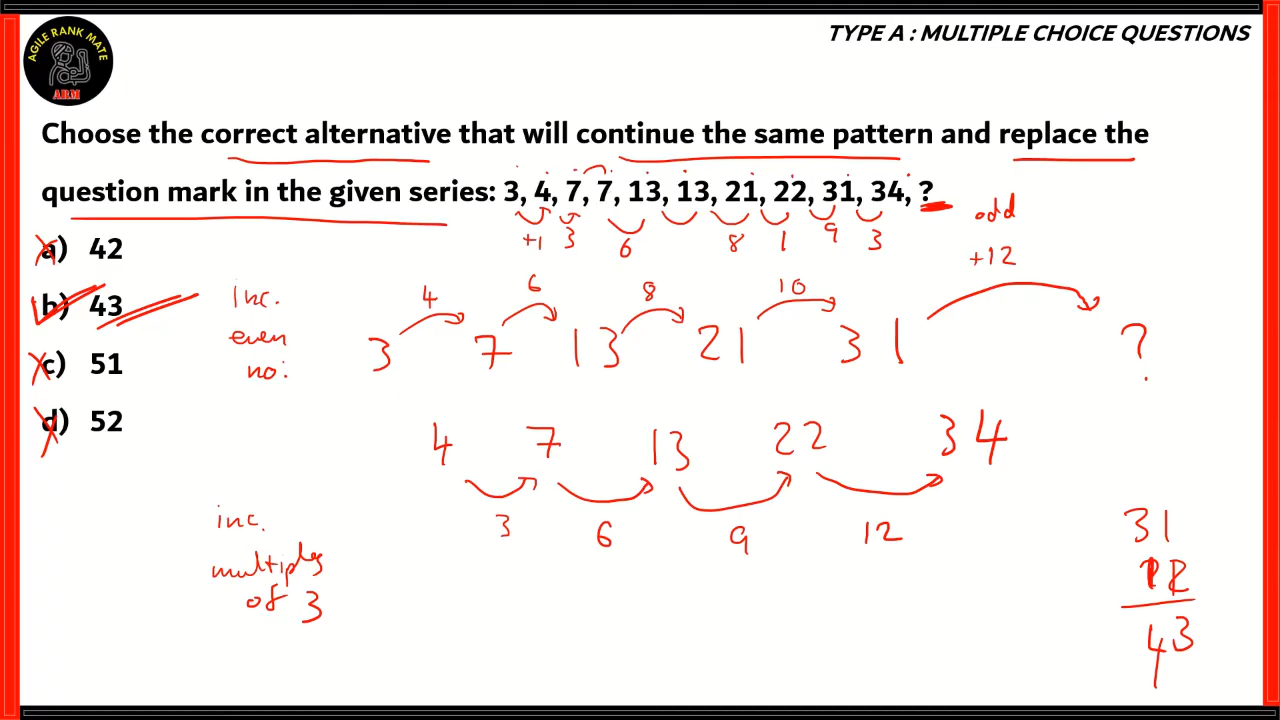 AGILE RANK MATE
ARM
TYPE A : MULTIPLE CHOICE QUESTIONS
Choose the correct alternative that will continue the same pattern and replace the
question mark in the given series: 3, 4, 7, 7, 13, 13, 21, 22, 31, 34, ?
+1 3 6 8 1 9 3
odd
+12
a) 42
b) 43
c) 51
d) 52
inc.
even
no:
4 6 8 10
3 7 13 21 31 ?
4 7 13 22 34
3 6 9 12
inc.
multiples
of 3
31
12
43